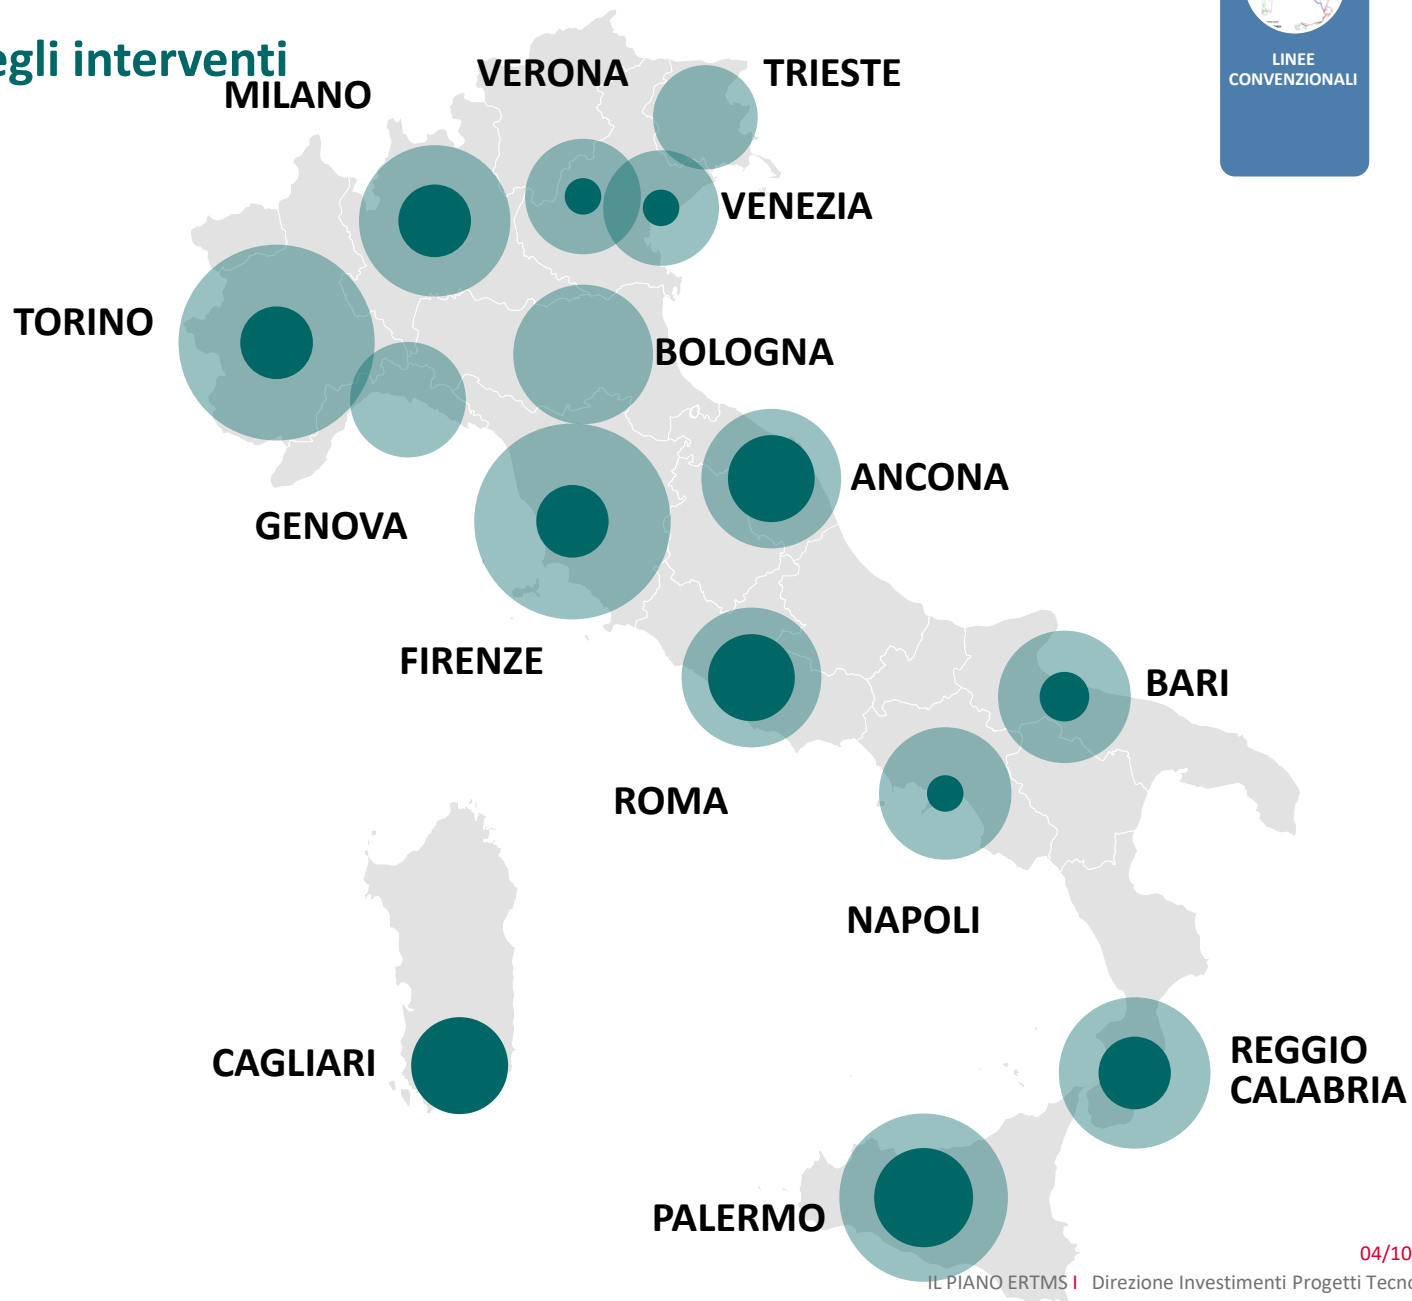 egli interventi
LINEE
CONVENZIONALI
MILANO
VERONA
TRIESTE
VENEZIA
TORINO
BOLOGNA
GENOVA
ANCONA
FIRENZE
BARI
ROMA
NAPOLI
CAGLIARI
REGGIO
CALABRIA
PALERMO
04/10
IL PIANO ERTMS I Direzione Investimenti Progetti Tecno